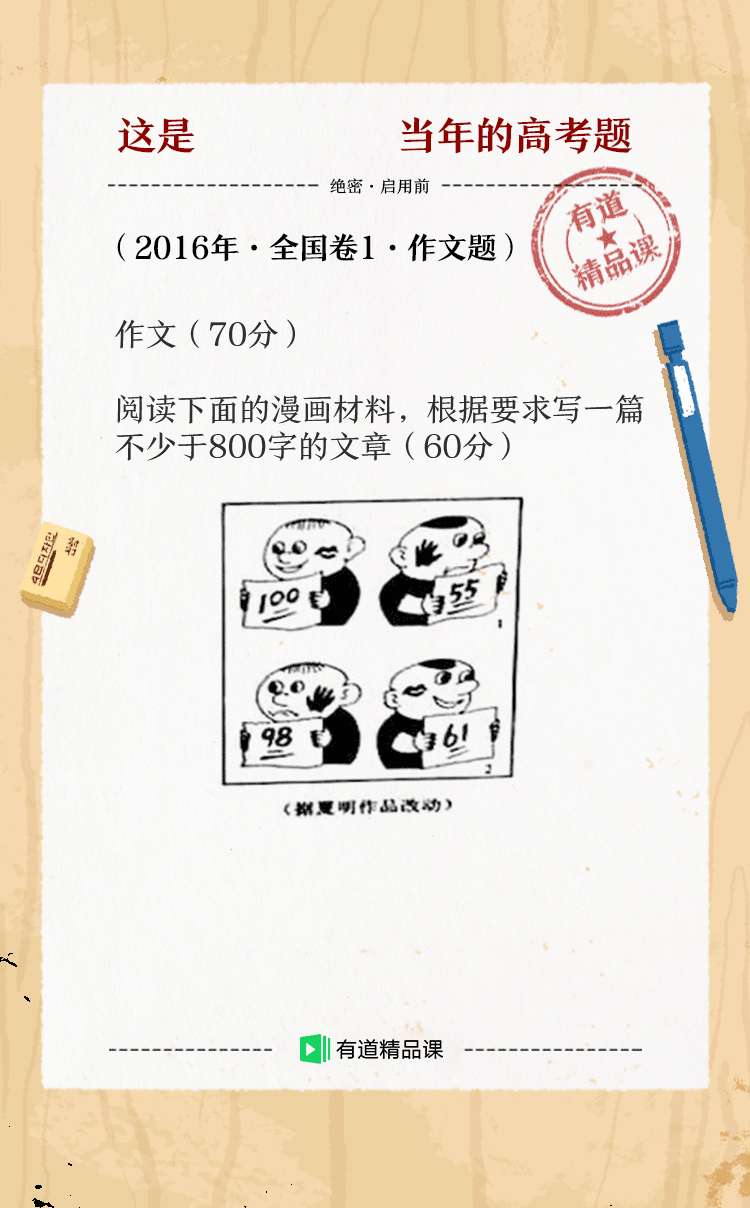 这是 当年的高考题
绝密·启用前
有道
精品课
（2016年·全国卷1·作文题）
作文（70分）
阅读下面的漫画材料，根据要求写一篇
不少于800字的文章（60分）
100
55
1
98
61
2
（据夏明作品改动）
有道精品课